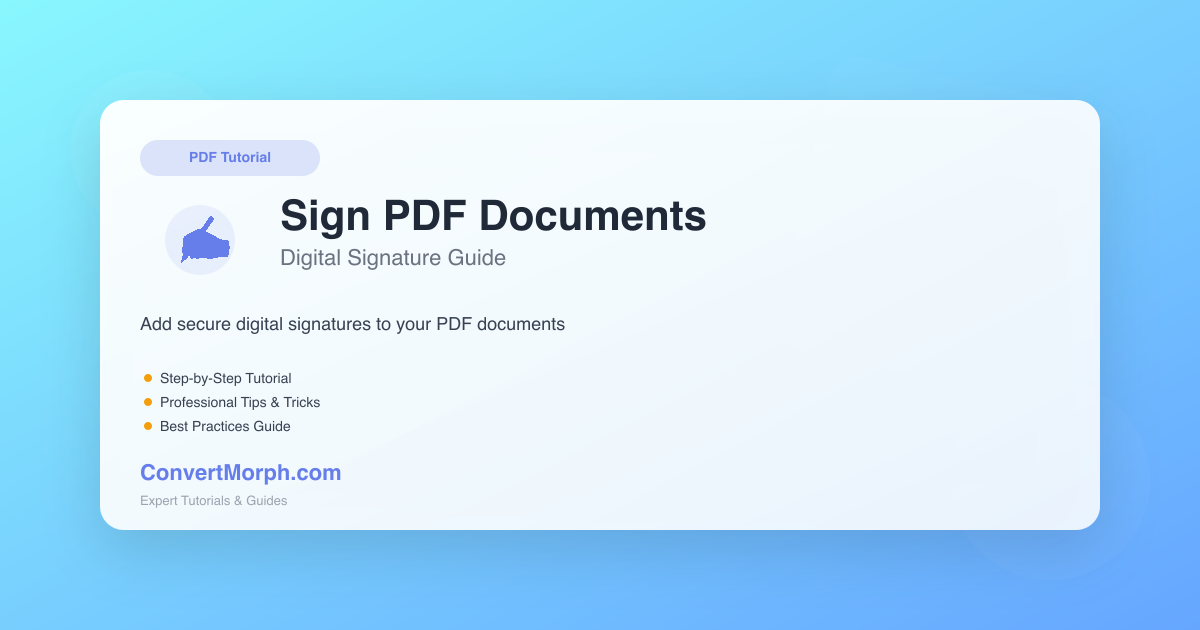 PDF Tutorial
Sign PDF Documents
Digital Signature Guide
Add secure digital signatures to your PDF documents
Step-by-Step Tutorial
Professional Tips & Tricks
Best Practices Guide
ConvertMorph.com
Expert Tutorials & Guides